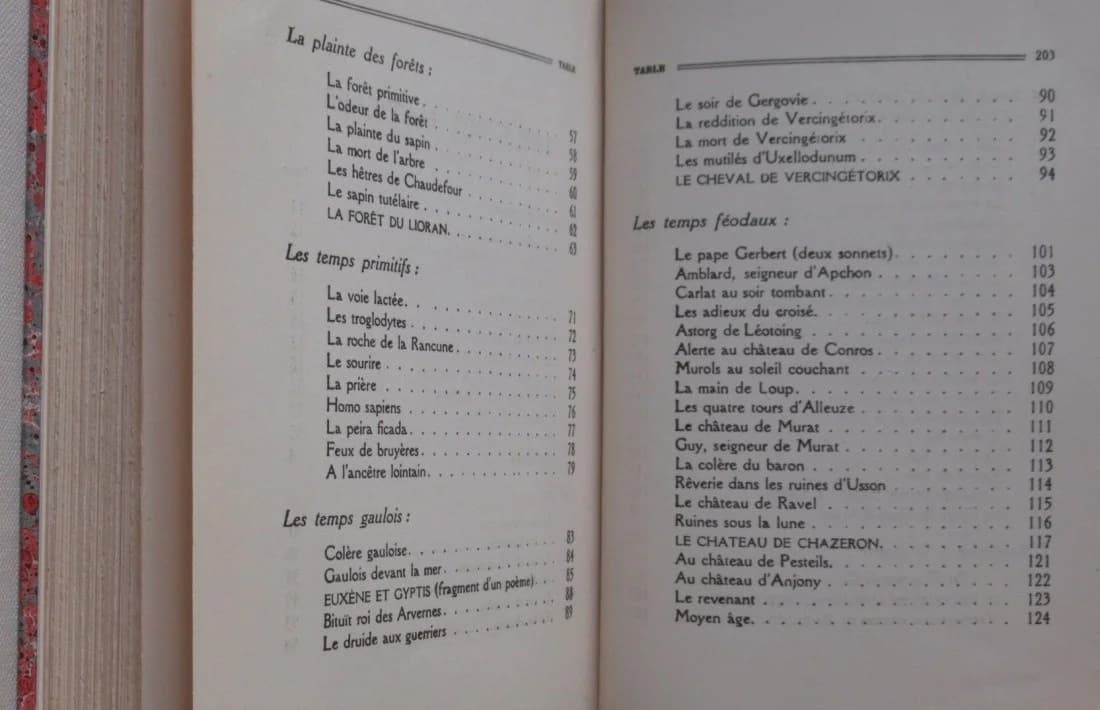 TABLE
La plainte des forêts :
La forêt primitive. . . . . . . . . . 57
L'odeur de la forêt . . . . . . . . . . 58
La plainte du sapin . . . . . . . . . . 59
La mort de l'arbre . . . . . . . . . . 60
Les hêtres de Chaudefour . . . . . . . . . . 61
Le sapin tutélaire. . . . . . . . . . 62
LA FORÊT DU LIORAN. . . . . . . . . . 63
Les temps primitifs :
La voie lactée. . . . . . . . . . 71
Les troglodytes . . . . . . . . . . 72
La roche de la Rancune. . . . . . . . . . 73
Le sourire . . . . . . . . . . 74
La prière . . . . . . . . . . 75
Homo sapiens . . . . . . . . . . 76
La peira ficada. . . . . . . . . . 77
Feux de bruyères. . . . . . . . . . 78
A l'ancêtre lointain. . . . . . . . . . 79
Les temps gaulois :
Colère gauloise. . . . . . . . . . 83
Gaulois devant la mer. . . . . . . . . . 84
EUXÈNE ET GYPTIS (fragment d'un poème). . . 85
Bituït roi des Arvernes. . . . . . . . . . 88
Le druide aux guerriers . . . . . . . . . . 89
TABLE 203
Le soir de Gergovie. . . . . . . . . . 90
La reddition de Vercingétorix. . . . . . . . . . 91
La mort de Vercingétorix . . . . . . . . . . 92
Les mutilés d'Uxellodunum . . . . . . . . . . 93
LE CHEVAL DE VERCINGÉTORIX . . . . . . . 94
Les temps féodaux :
Le pape Gerbert (deux sonnets). . . . . . . . 101
Amblard, seigneur d'Apchon . . . . . . . . . 103
Carlat au soir tombant. . . . . . . . . . 104
Les adieux du croisé. . . . . . . . . . 105
Astorg de Léotoing . . . . . . . . . . 106
Alerte au château de Conros. . . . . . . . . 107
Murols au soleil couchant . . . . . . . . . . 108
La main de Loup. . . . . . . . . . 109
Les quatre tours d'Alleuze . . . . . . . . . . 110
Le château de Murat . . . . . . . . . . 111
Guy, seigneur de Murat . . . . . . . . . . 112
La colère du baron . . . . . . . . . . 113
Rêverie dans les ruines d'Usson . . . . . . . . 114
Le château de Ravel . . . . . . . . . . 115
Ruines sous la lune . . . . . . . . . . 116
LE CHATEAU DE CHAZERON. . . . . . . . 117
Au château de Pesteils. . . . . . . . . . 121
Au château d'Anjony . . . . . . . . . . 122
Le revenant . . . . . . . . . . 123
Moyen âge. . . . . . . . . . 124